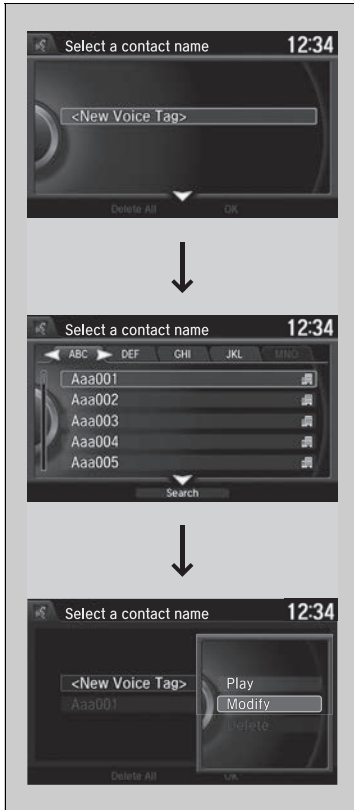 Select a contact name 12:34
<New Voice Tag>
Delete All OK
Select a contact name 12:34
ABC DEF GHI JKL MNO
Aaa001
Aaa002
Aaa003
Aaa004
Aaa005
Search
Select a contact name 12:34
<New Voice Tag> Play
Aaa001 Modify
Delete
Delete All OK